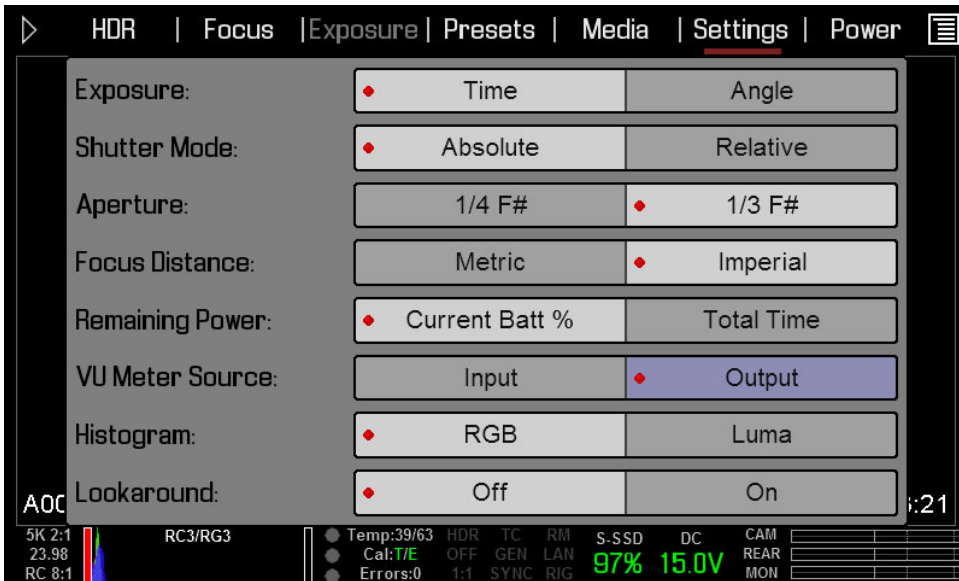 HDR | Focus | Exposure | Presets | Media | Settings | Power
Exposure: Time Angle
Shutter Mode: Absolute Relative
Aperture: 1/4 F# 1/3 F#
Focus Distance: Metric Imperial
Remaining Power: Current Batt % Total Time
VU Meter Source: Input Output
Histogram: RGB Luma
Lookaround: Off On
A00 :21
5K 2:1 RC3/RG3 Temp:39/63 HDR TC RM S-SSD DC CAM
23.98 Cal:T/E OFF GEN LAN 97% 15.0V REAR
RC 8:1 Errors:0 1:1 SYNC RIG MON